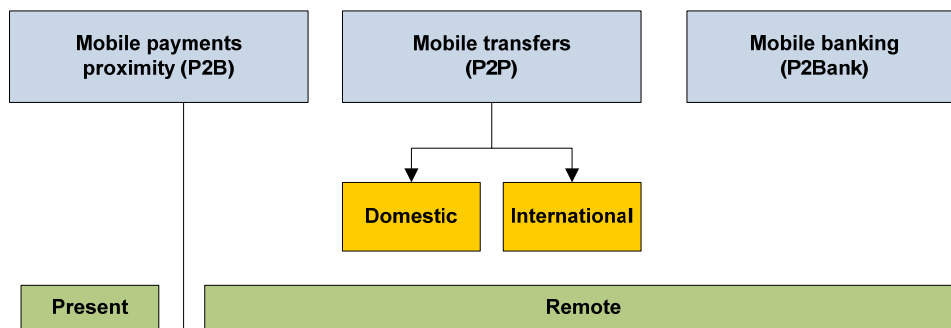 Mobile payments
proximity (P2B)
Mobile transfers
(P2P)
Mobile banking
(P2Bank)
Domestic
International
Present
Remote